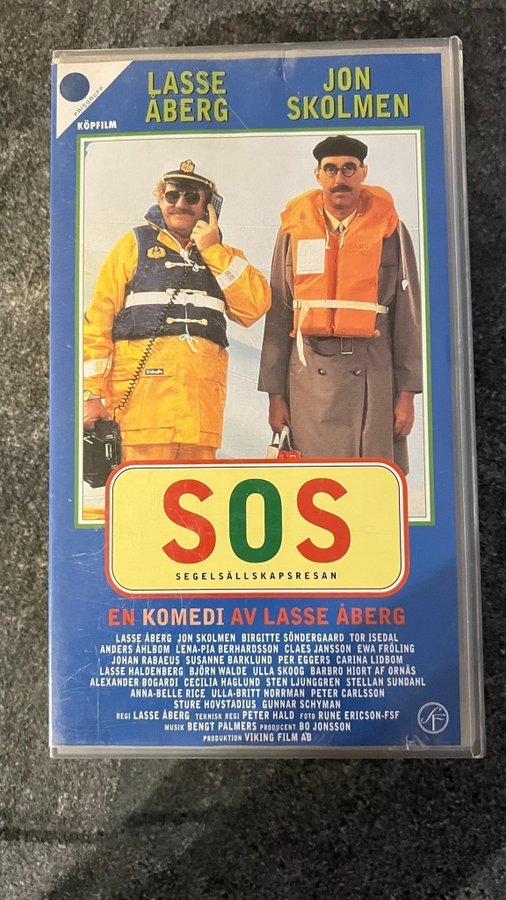 PRISGRUPP
KÖPFILM
LASSE ÅBERG
JON SKOLMEN
SOS
SEGELSÄLLSKAPSRESAN
EN KOMEDI AV LASSE ÅBERG
LASSE ÅBERG JON SKOLMEN BIRGITTE SÖNDERGAARD TOR ISEDAL
ANDERS ÅHLBOM LENA-PIA BERHARDSSON CLAES JANSSON EWA FRÖLING
JOHAN RABAEUS SUSANNE BARKLUND PER EGGERS CARINA LIDBOM
LASSE HALDENBERG BJÖRN WALDE ULLA SKOOG BARBRO HIORT AF ORNÄS
ALEXANDER BOGARDI CECILIA HAGLUND STEN LJUNGGREN STELLAN SUNDAHL
ANNA-BELLE RICE ULLA-BRITT NORRMAN PETER CARLSSON
STURE HOVSTADIUS GUNNAR SCHYMAN
REGI LASSE ÅBERG TEKNISK REGI PETER HALD FOTO RUNE ERICSON-FSF
MUSIK BENGT PALMERS PRODUCENT BO JONSSON
PRODUKTION VIKING FILM AB
SF